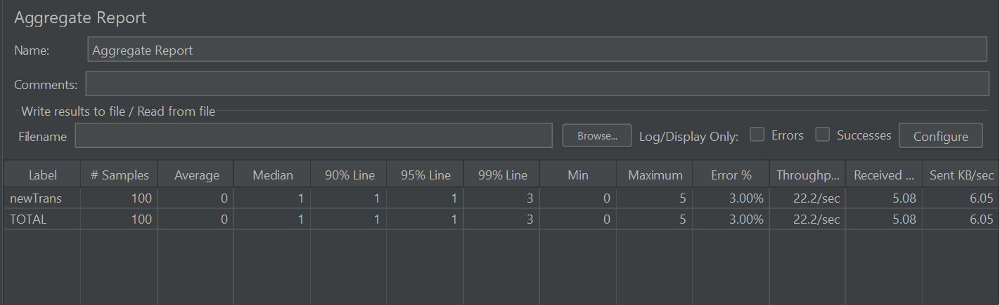 Aggregate Report
Name: Aggregate Report
Comments:
Write results to file / Read from file
Filename Browse... Log/Display Only: Errors Successes Configure
Label # Samples Average Median 90% Line 95% Line 99% Line Min Maximum Error % Throughp... Received ... Sent KB/sec
newTrans 100 0 1 1 1 3 0 5 3.00% 22.2/sec 5.08 6.05
TOTAL 100 0 1 1 1 3 0 5 3.00% 22.2/sec 5.08 6.05